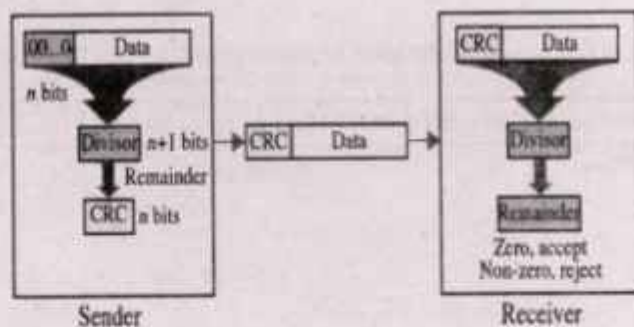 00...0 Data
n bits
Divisor n+1 bits
Remainder
CRC n bits
Sender
CRC Data
CRC Data
Divisor
Remainder
Zero, accept
Non-zero, reject
Receiver